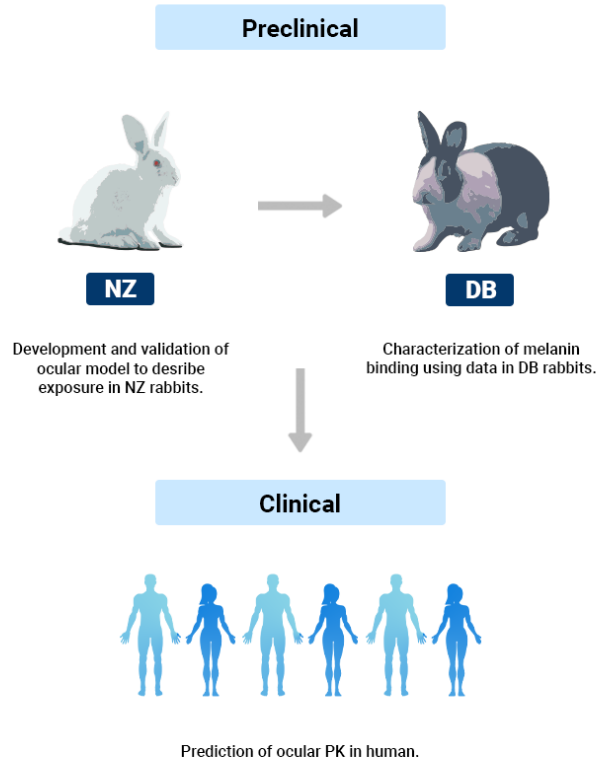 Preclinical
NZ
DB
Development and validation of
ocular model to desribe
exposure in NZ rabbits.
Characterization of melanin
binding using data in DB rabbits.
Clinical
Prediction of ocular PK in human.